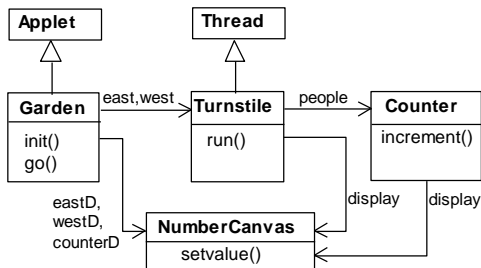 Applet
Thread
Garden
init()
go()
east,west
Turnstile
run()
people
Counter
increment()
eastD,
westD,
counterD
display
display
NumberCanvas
setvalue()